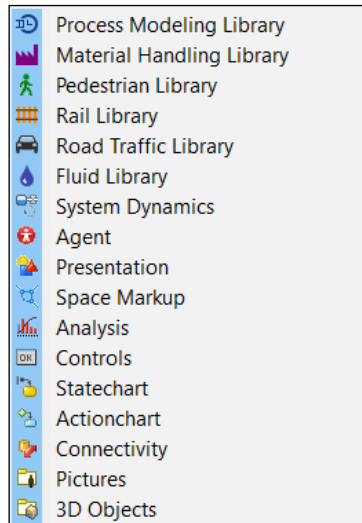 Process Modeling Library
Material Handling Library
Pedestrian Library
Rail Library
Road Traffic Library
Fluid Library
System Dynamics
Agent
Presentation
Space Markup
Analysis
OK Controls
Statechart
Actionchart
Connectivity
Pictures
3D Objects